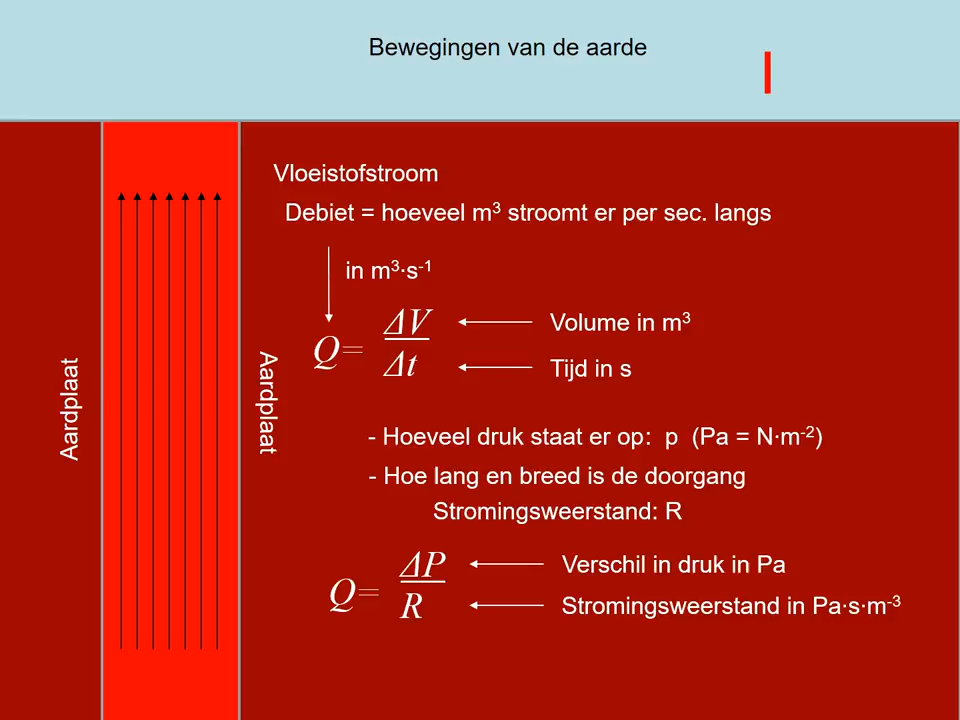 Bewegingen van de aarde
Vloeistofstroom
Debiet = hoeveel m³ stroomt er per sec. langs
in m³·s⁻¹
Q= ΔV/Δt
Volume in m³
Tijd in s
Aardplaat
Aardplaat
- Hoeveel druk staat er op: p (Pa = N·m⁻²)
- Hoe lang en breed is de doorgang
Stromingsweerstand: R
Q= ΔP/R
Verschil in druk in Pa
Stromingsweerstand in Pa·s·m⁻³